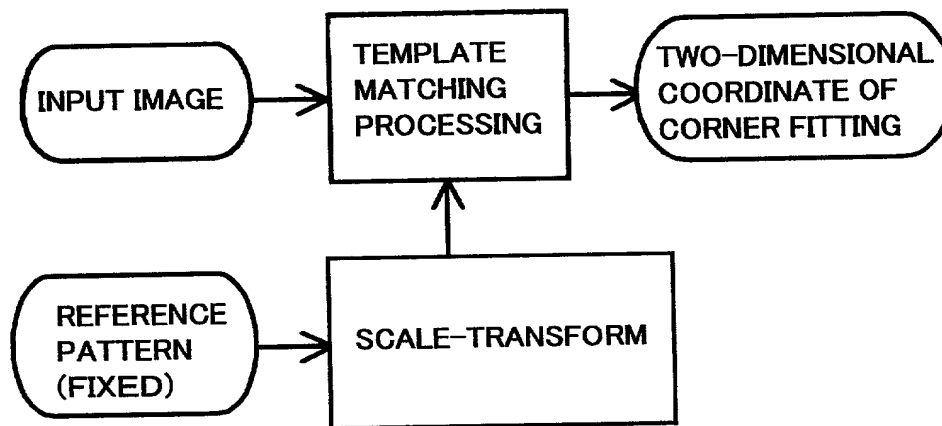 INPUT IMAGE
TEMPLATE
MATCHING
PROCESSING
TWO-DIMENSIONAL
COORDINATE OF
CORNER FITTING
REFERENCE
PATTERN
(FIXED)
SCALE-TRANSFORM